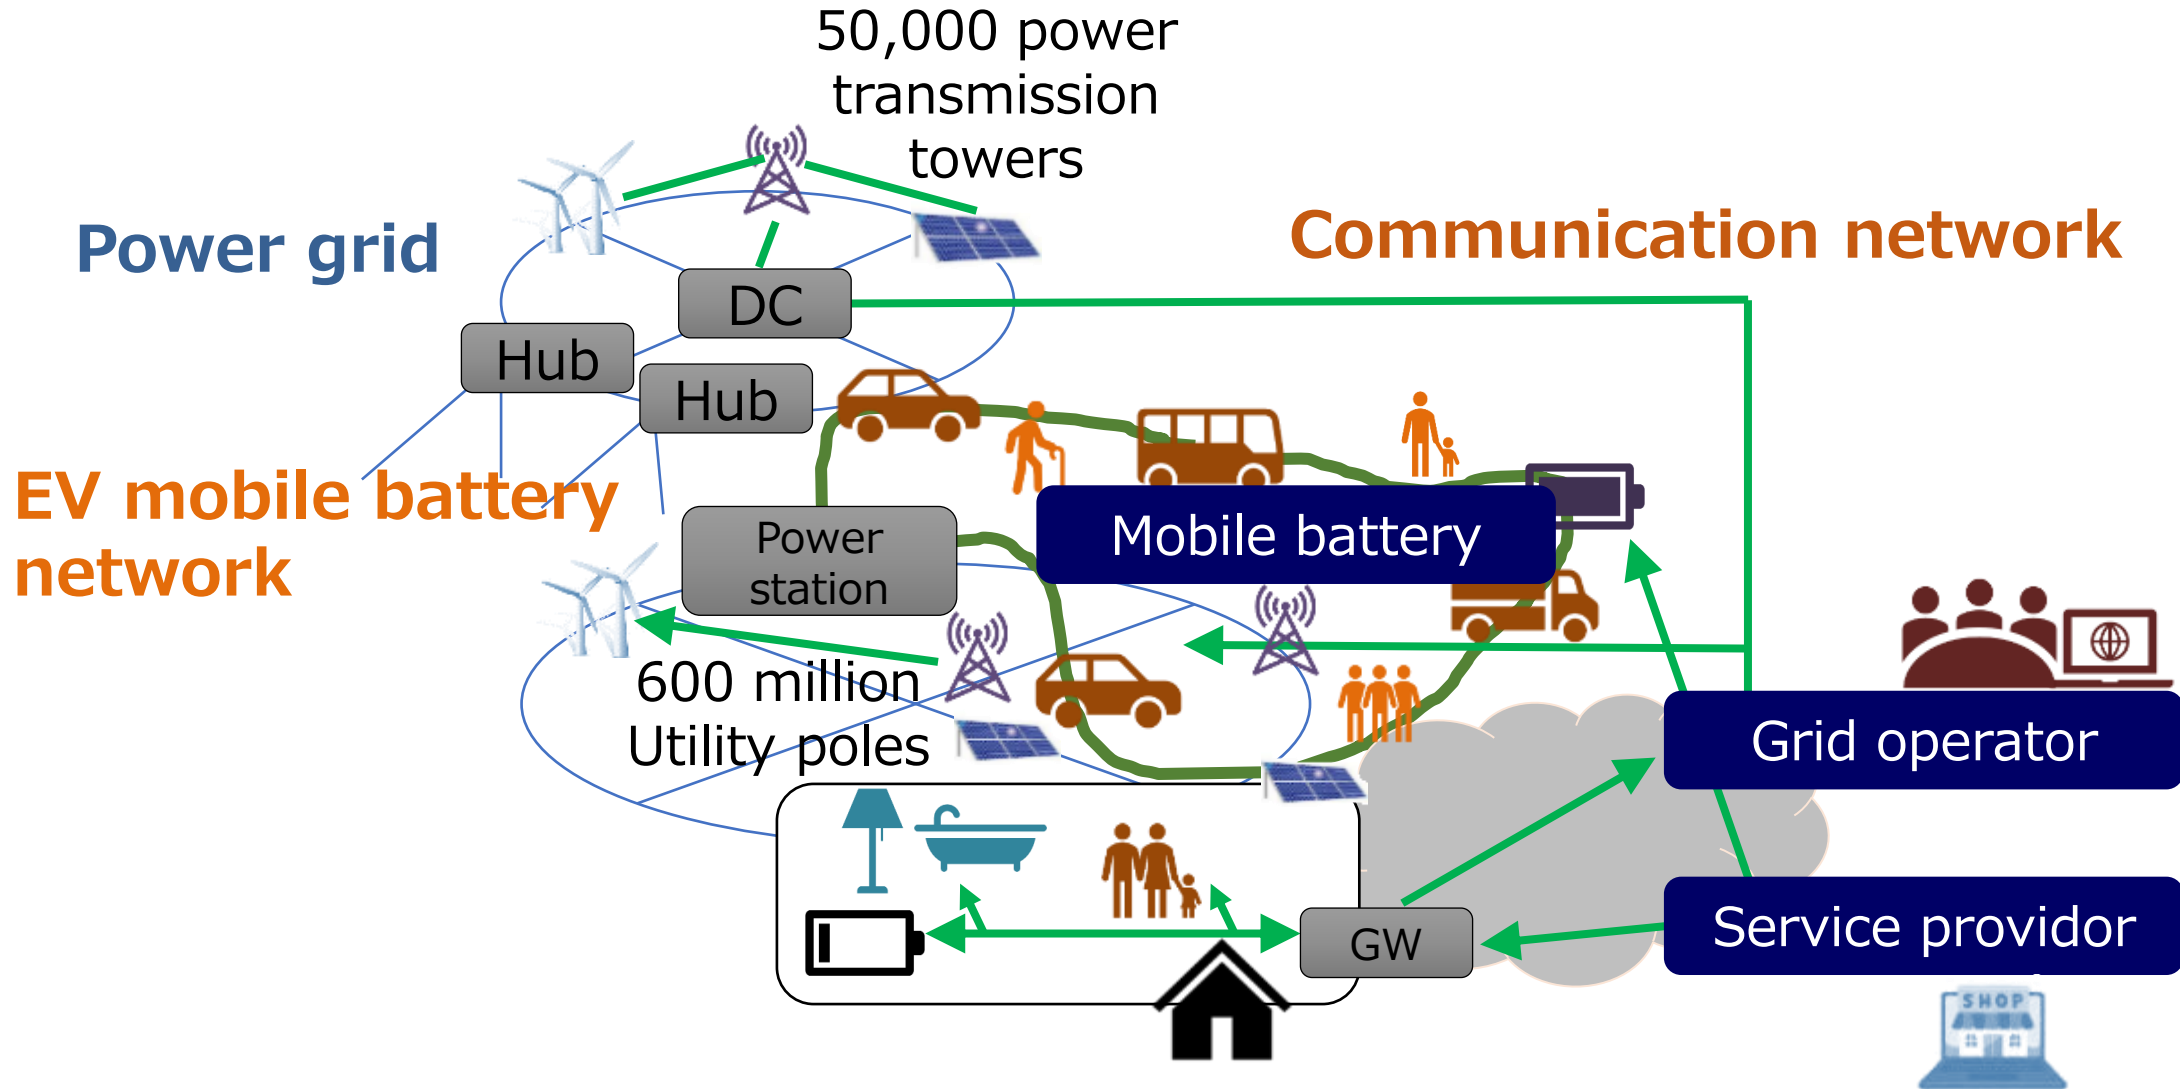 50,000 power
transmission
towers
Power grid
Communication network
DC
Hub
Hub
EV mobile battery
network
Power
station
Mobile battery
600 million
Utility poles
Grid operator
GW
Service providor
SHOP